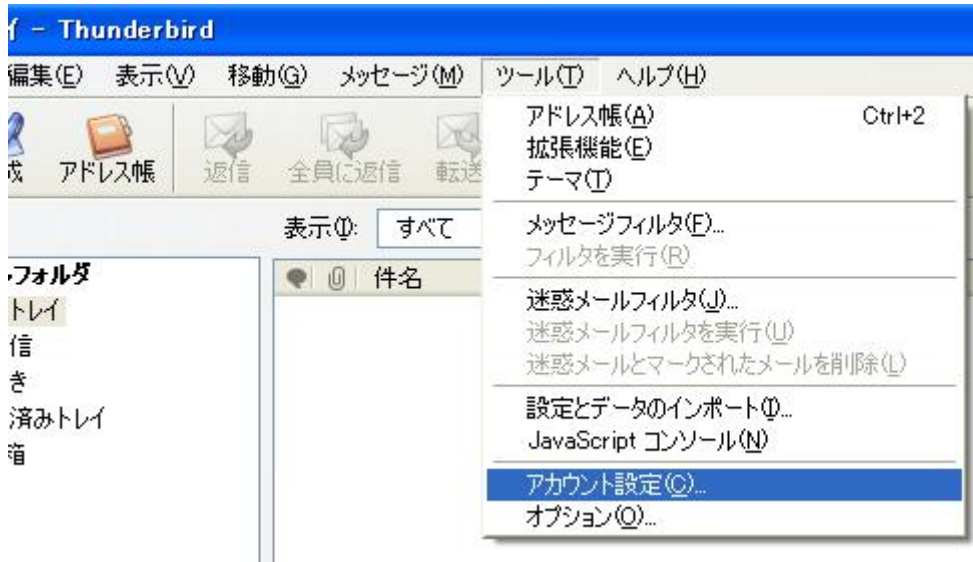 - Thunderbird
編集(E) 表示(V) 移動(G) メッセージ(M) ツール(T) ヘルプ(H)
アドレス帳 返信 全員に返信 転送
表示(I): すべて
件名
フォルダ
トレイ
信
き
済みトレイ
箱
アドレス帳(A) Ctrl+2
拡張機能(E)
テーマ(T)
メッセージフィルタ(F)...
フィルタを実行(R)
迷惑メールフィルタ(J)...
迷惑メールフィルタを実行(U)
迷惑メールとマークされたメールを削除(L)
設定とデータのインポート(I)...
JavaScript コンソール(N)
アカウント設定(C)...
オプション(O)...